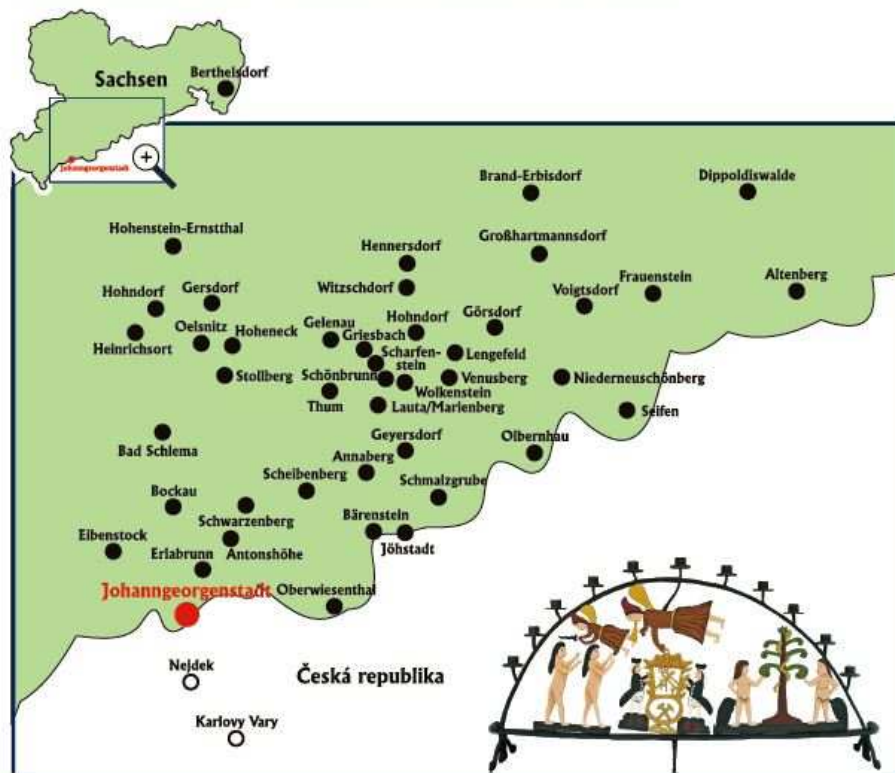 Sachsen
Berthelsdorf
Johanngeorgenstadt
Brand-Erbisdorf
Dippoldiswalde
Hohenstein-Ernstthal
Großhartmannsdorf
Hennersdorf
Hohndorf
Gersdorf
Witzschdorf
Voigtsdorf
Frauenstein
Altenberg
Heinrichsort
Oelsnitz
Hoheneck
Gelenau
Griesbach
Hohndorf
Görsdorf
Scharfen-
stein
Lengefeld
Stollberg
Schönbrunn
Wolkenstein
Venusberg
Niederneuschönberg
Thum
Lauta/Marienberg
Seifen
Bad Schlema
Geyersdorf
Olbernhau
Annaberg
Scheibenberg
Schmalzgrube
Bockau
Schwarzenberg
Bärenstein
Eibenstock
Erlabrunn
Antonshöhe
Jöhstadt
Johanngeorgenstadt
Oberwiesenthal
Nejdek
Česká republika
Karlovy Vary